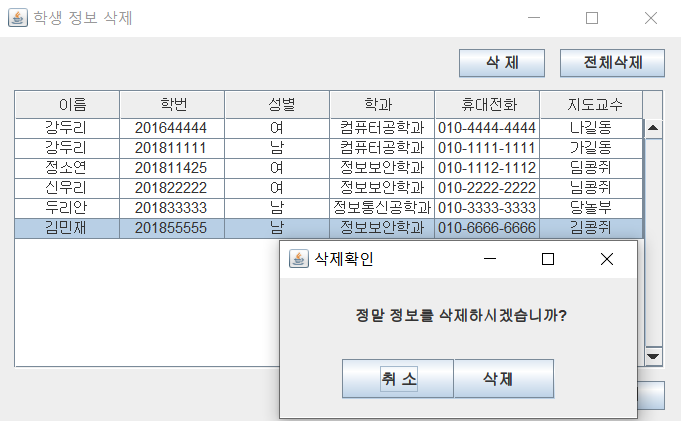 학생 정보 삭제
삭 제 전체삭제
이름 학번 성별 학과 휴대전화 지도교수
강두리 201644444 여 컴퓨터공학과 010-4444-4444 나길동
강두리 201811111 남 컴퓨터공학과 010-1111-1111 가길동
정소연 201811425 여 정보보안학과 010-1112-1112 딤콩쥐
신우리 201822222 여 정보보안학과 010-2222-2222 님콩쥐
두리안 201833333 남 정보통신공학과 010-3333-3333 당놀부
김민재 201855555 남 정보보안학과 010-6666-6666 김콩쥐
삭제확인
정말 정보를 삭제하시겠습니까?
취 소 삭제